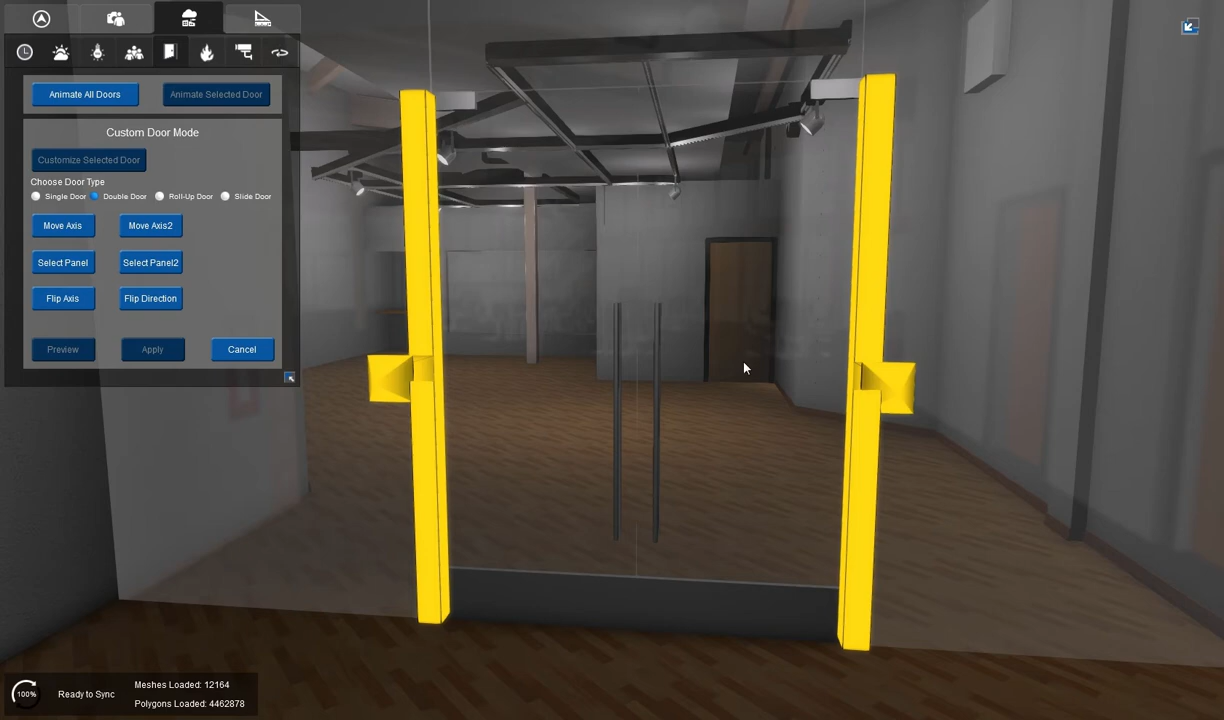 Animate All Doors Animate Selected Door
Custom Door Mode
Customize Selected Door
Choose Door Type
Single Door Double Door Roll-Up Door Slide Door
Move Axis Move Axis2
Select Panel Select Panel2
Flip Axis Flip Direction
Preview Apply Cancel
100% Ready to Sync
Meshes Loaded: 12164
Polygons Loaded: 4462878